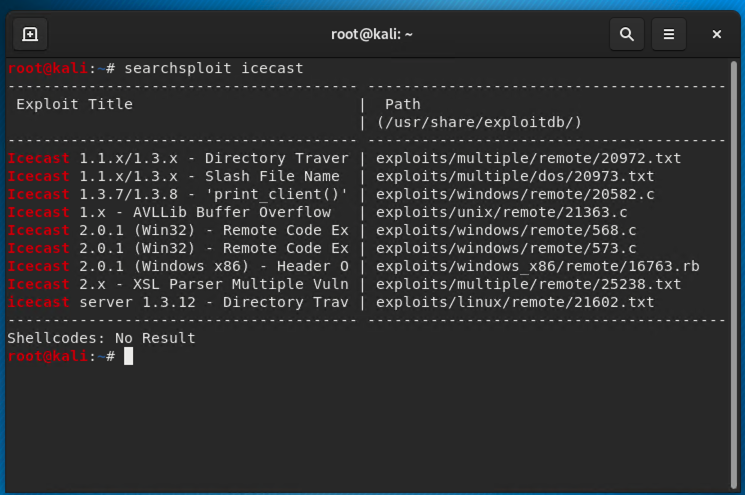 root@kali: ~
root@kali:~# searchsploit icecast
--------------------------------------- ----------------------------------------
 Exploit Title                         |  Path
                                       | (/usr/share/exploitdb/)
--------------------------------------- ----------------------------------------
Icecast 1.1.x/1.3.x - Directory Traver | exploits/multiple/remote/20972.txt
Icecast 1.1.x/1.3.x - Slash File Name  | exploits/multiple/dos/20973.txt
Icecast 1.3.7/1.3.8 - 'print_client()' | exploits/windows/remote/20582.c
Icecast 1.x - AVLLib Buffer Overflow   | exploits/unix/remote/21363.c
Icecast 2.0.1 (Win32) - Remote Code Ex | exploits/windows/remote/568.c
Icecast 2.0.1 (Win32) - Remote Code Ex | exploits/windows/remote/573.c
Icecast 2.0.1 (Windows x86) - Header O | exploits/windows_x86/remote/16763.rb
Icecast 2.x - XSL Parser Multiple Vuln | exploits/multiple/remote/25238.txt
icecast server 1.3.12 - Directory Trav | exploits/linux/remote/21602.txt
--------------------------------------- ----------------------------------------
Shellcodes: No Result
root@kali:~#